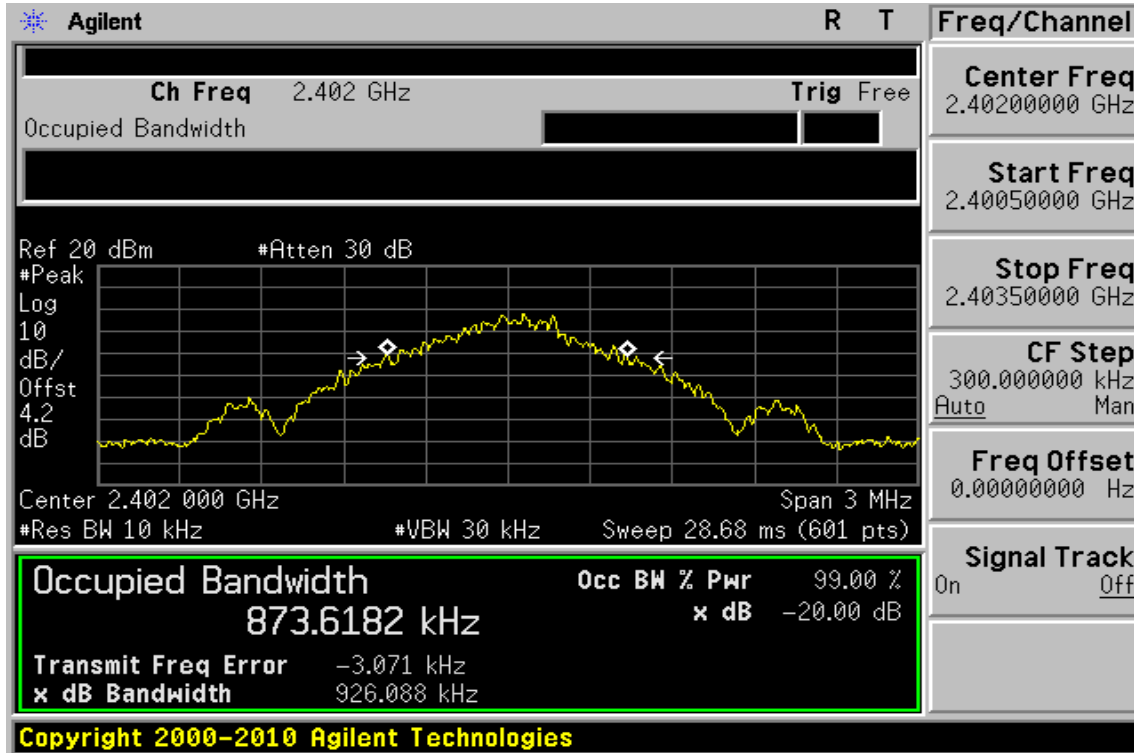 Agilent R T Freq/Channel
Ch Freq 2.402 GHz Trig Free
Occupied Bandwidth
Center Freq
2.40200000 GHz
Start Freq
2.40050000 GHz
Stop Freq
2.40350000 GHz
CF Step
300.000000 kHz
Auto Man
Freq Offset
0.00000000 Hz
Signal Track
On Off
Ref 20 dBm #Atten 30 dB
#Peak
Log
10
dB/
Offst
4.2
dB
Center 2.402 000 GHz Span 3 MHz
#Res BW 10 kHz #VBW 30 kHz Sweep 28.68 ms (601 pts)
Occupied Bandwidth
873.6182 kHz
Occ BW % Pwr 99.00 %
x dB -20.00 dB
Transmit Freq Error -3.071 kHz
x dB Bandwidth 926.088 kHz
Copyright 2000-2010 Agilent Technologies